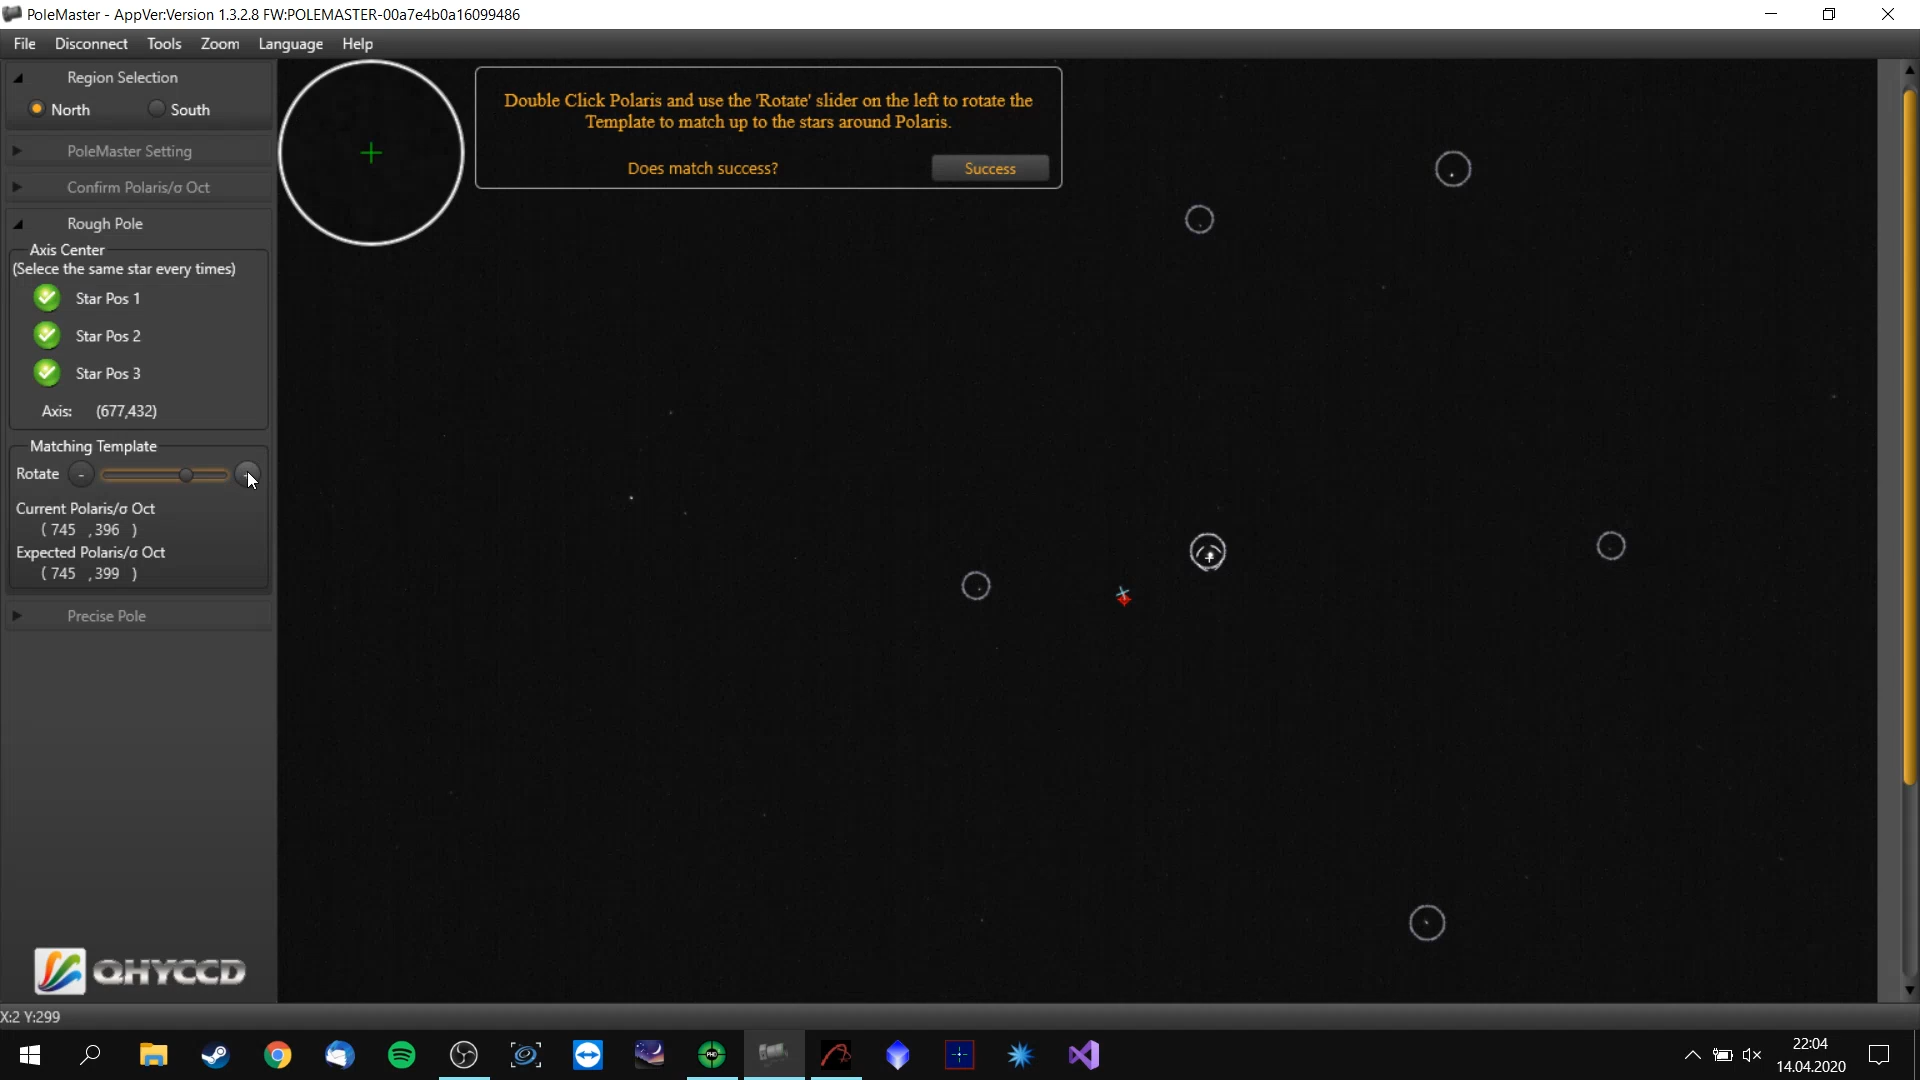 PoleMaster - AppVer:Version 1.3.2.8 FW:POLEMASTER-00a7e4b0a16099486
File Disconnect Tools Zoom Language Help
Region Selection
North South
PoleMaster Setting
Confirm Polaris/σ Oct
Rough Pole
Axis Center
(Selece the same star every times)
Star Pos 1
Star Pos 2
Star Pos 3
Axis: (677,432)
Matching Template
Rotate -
Current Polaris/σ Oct
( 745 ,396 )
Expected Polaris/σ Oct
( 745 ,399 )
Precise Pole
Double Click Polaris and use the 'Rotate' slider on the left to rotate the
Template to match up to the stars around Polaris.
Does match success? Success
QHYCCD
X:2 Y:299
PHD
22:04
14.04.2020